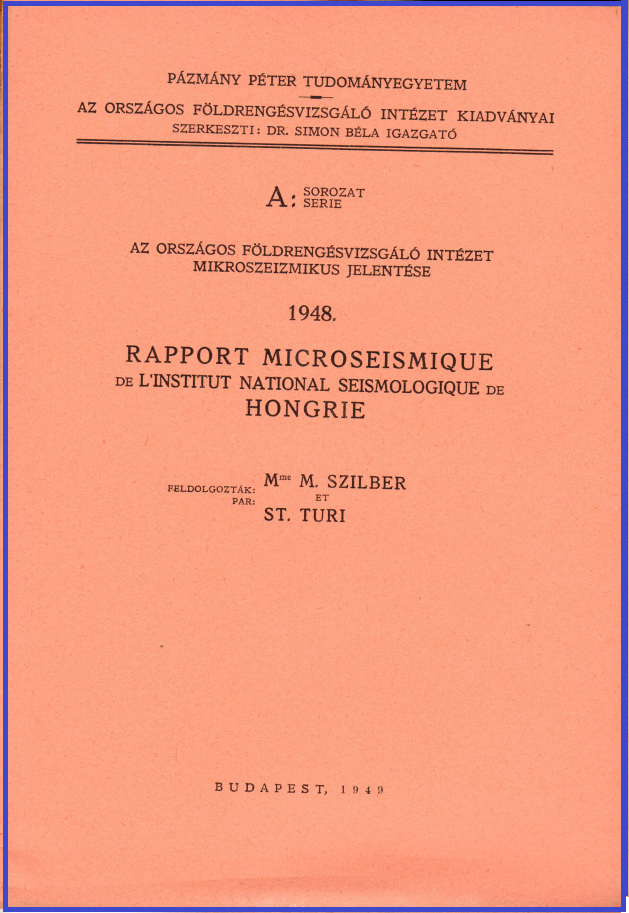 PÁZMÁNY PÉTER TUDOMÁNYEGYETEM
AZ ORSZÁGOS FÖLDRENGÉSVIZSGÁLÓ INTÉZET KIADVÁNYAI
SZERKESZTI: DR. SIMON BÉLA IGAZGATÓ
A: SOROZAT
SERIE
AZ ORSZÁGOS FÖLDRENGÉSVIZSGÁLÓ INTÉZET
MIKROSZEIZMIKUS JELENTÉSE
1948.
RAPPORT MICROSEISMIQUE
DE L'INSTITUT NATIONAL SEISMOLOGIQUE DE
HONGRIE
FELDOLGOZTÁK: Mme M. SZILBER
PAR: ET
ST. TURI
BUDAPEST, 1949